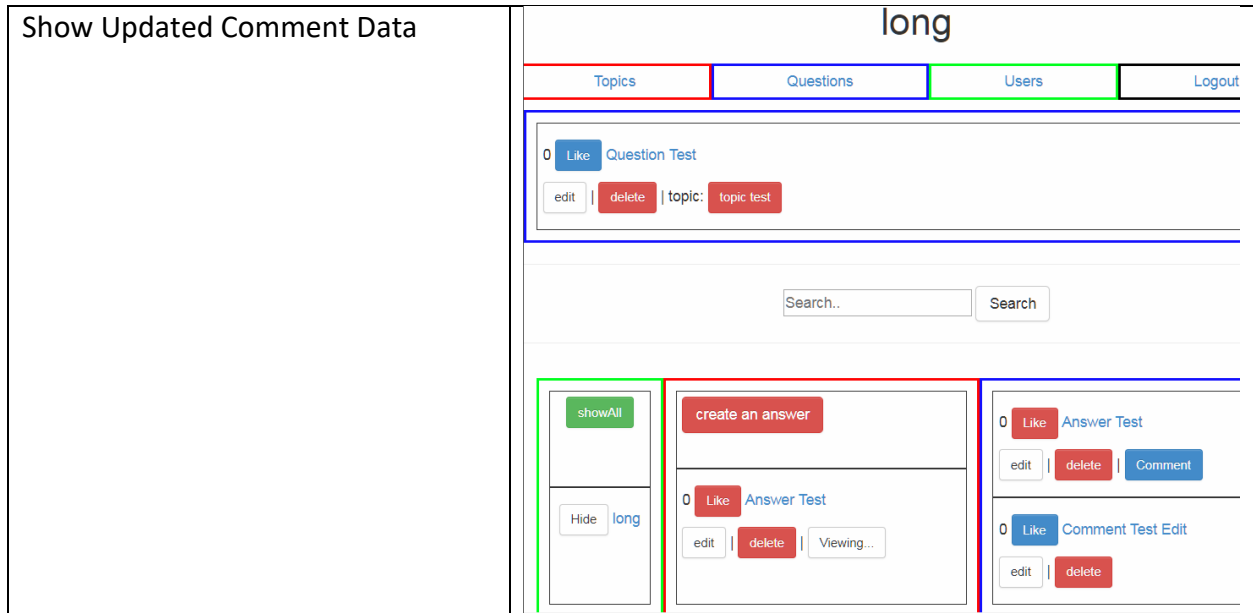 Show Updated Comment Data
long
Topics Questions Users Logout
0 Like Question Test
edit | delete | topic: topic test
Search.. Search
showAll
Hide long
create an answer
0 Like Answer Test
edit | delete | Viewing...
0 Like Answer Test
edit | delete | Comment
0 Like Comment Test Edit
edit | delete